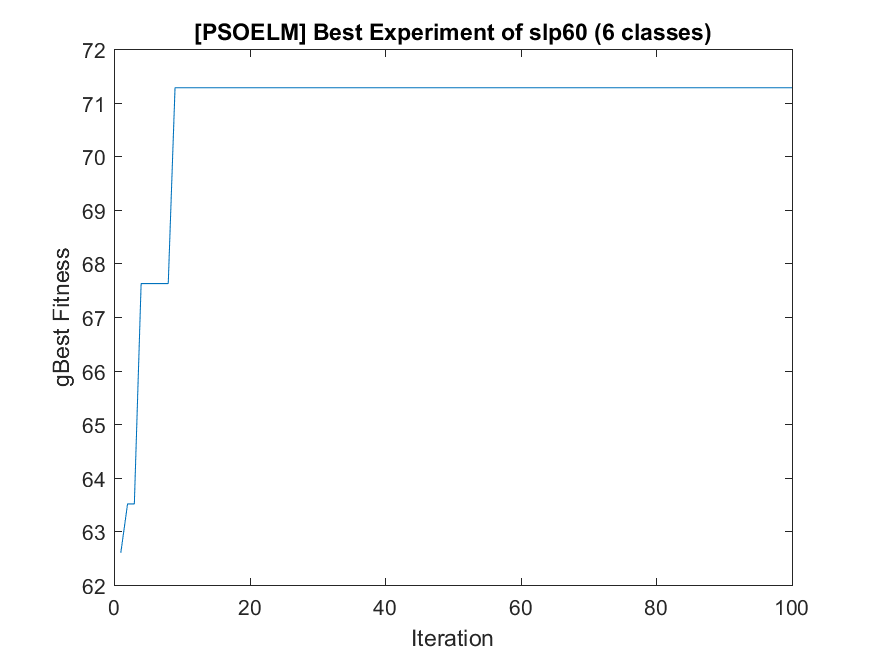 [PSOELM] Best Experiment of slp60 (6 classes)
72
71
70
69
68
67
66
65
64
63
62
gBest Fitness
0 20 40 60 80 100
Iteration